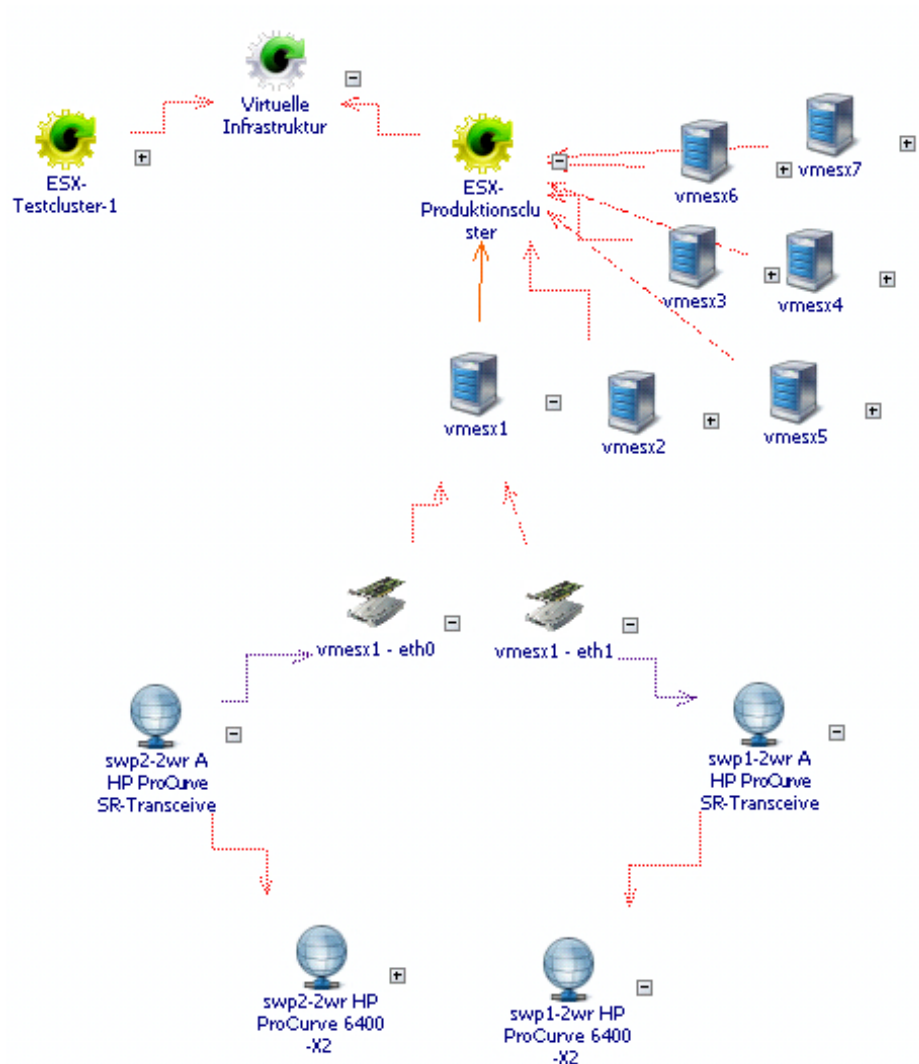 Virtuelle
Infrastruktur
ESX-
Testcluster-1
ESX-
Produktionsclu
ster
vmesx6
vmesx7
vmesx3
vmesx4
vmesx1
vmesx2
vmesx5
vmesx1 - eth0
vmesx1 - eth1
swp2-2wr A
HP ProCurve
SR-Transceive
swp1-2wr A
HP ProCurve
SR-Transceive
swp2-2wr HP
ProCurve 6400
-X2
swp1-2wr HP
ProCurve 6400
-X2